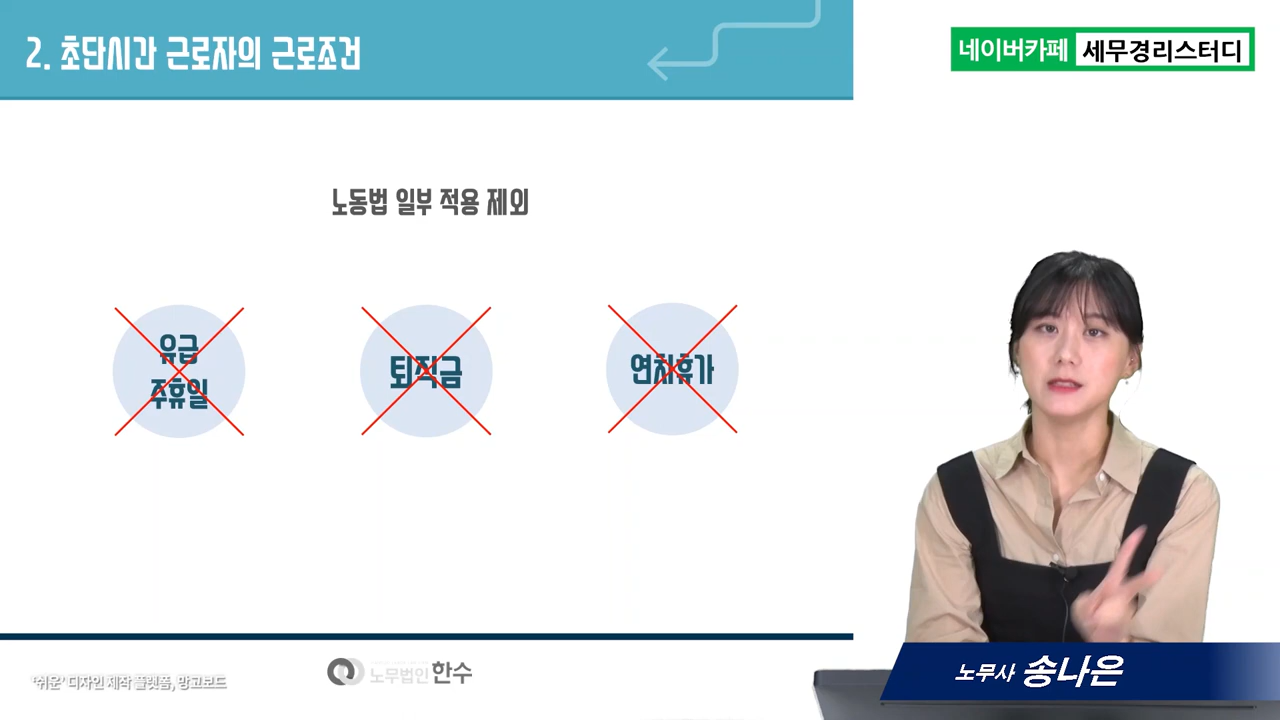 2. 초단시간 근로자의 근로조건
네이버카페 세무경리스터디
노동법 일부 적용 제외
유급
주휴일
퇴직금
연차휴가
'쉬운' 디자인 제작 플랫폼, 망고보드
노무법인 한수
노무사 송나은